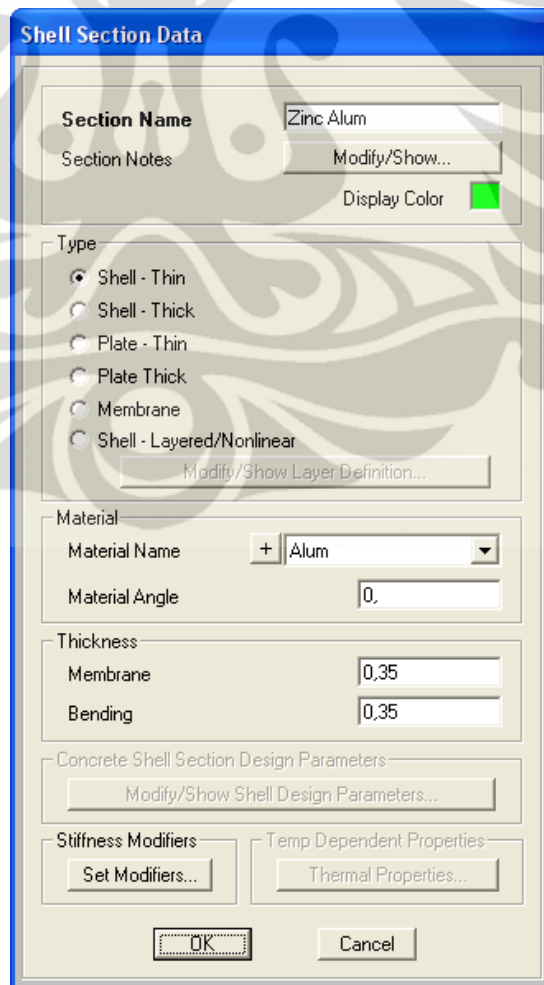 Shell Section Data
Section Name Zinc Alum
Section Notes Modify/Show...
Display Color
Type
Shell - Thin
Shell - Thick
Plate - Thin
Plate Thick
Membrane
Shell - Layered/Nonlinear
Modify/Show Layer Definition...
Material
Material Name + Alum
Material Angle 0,
Thickness
Membrane 0,35
Bending 0,35
Concrete Shell Section Design Parameters
Modify/Show Shell Design Parameters...
Stiffness Modifiers Temp Dependent Properties
Set Modifiers... Thermal Properties...
OK Cancel